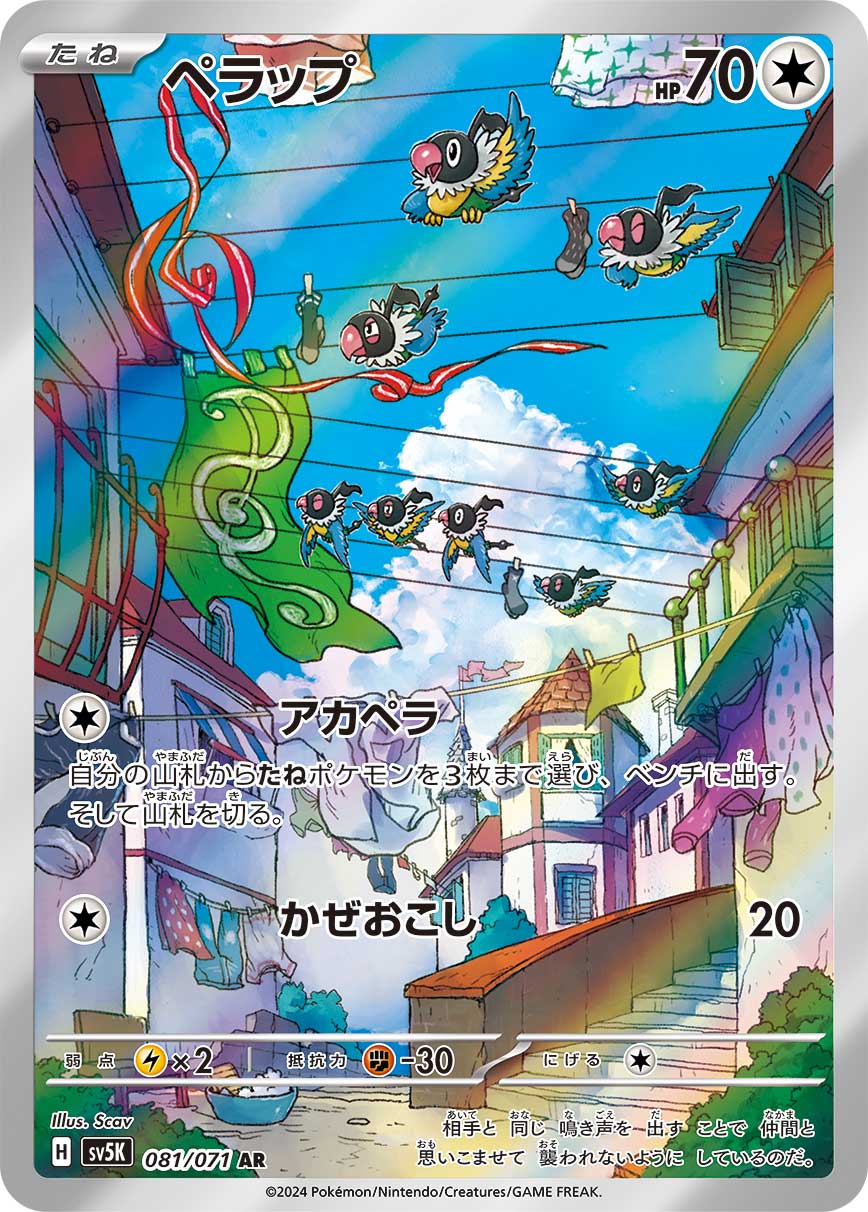 たね
ペラップ
HP70
アカペラ
自分の山札からたねポケモンを3枚まで選び、ベンチに出す。
そして山札を切る。
かぜおこし 20
弱点 ×2 抵抗力 -30 にげる
Illus. Scav
相手と 同じ 鳴き声を 出す ことで 仲間と
思いこませて 襲われないように しているのだ。
H sv5K 081/071 AR
©2024 Pokémon/Nintendo/Creatures/GAME FREAK.